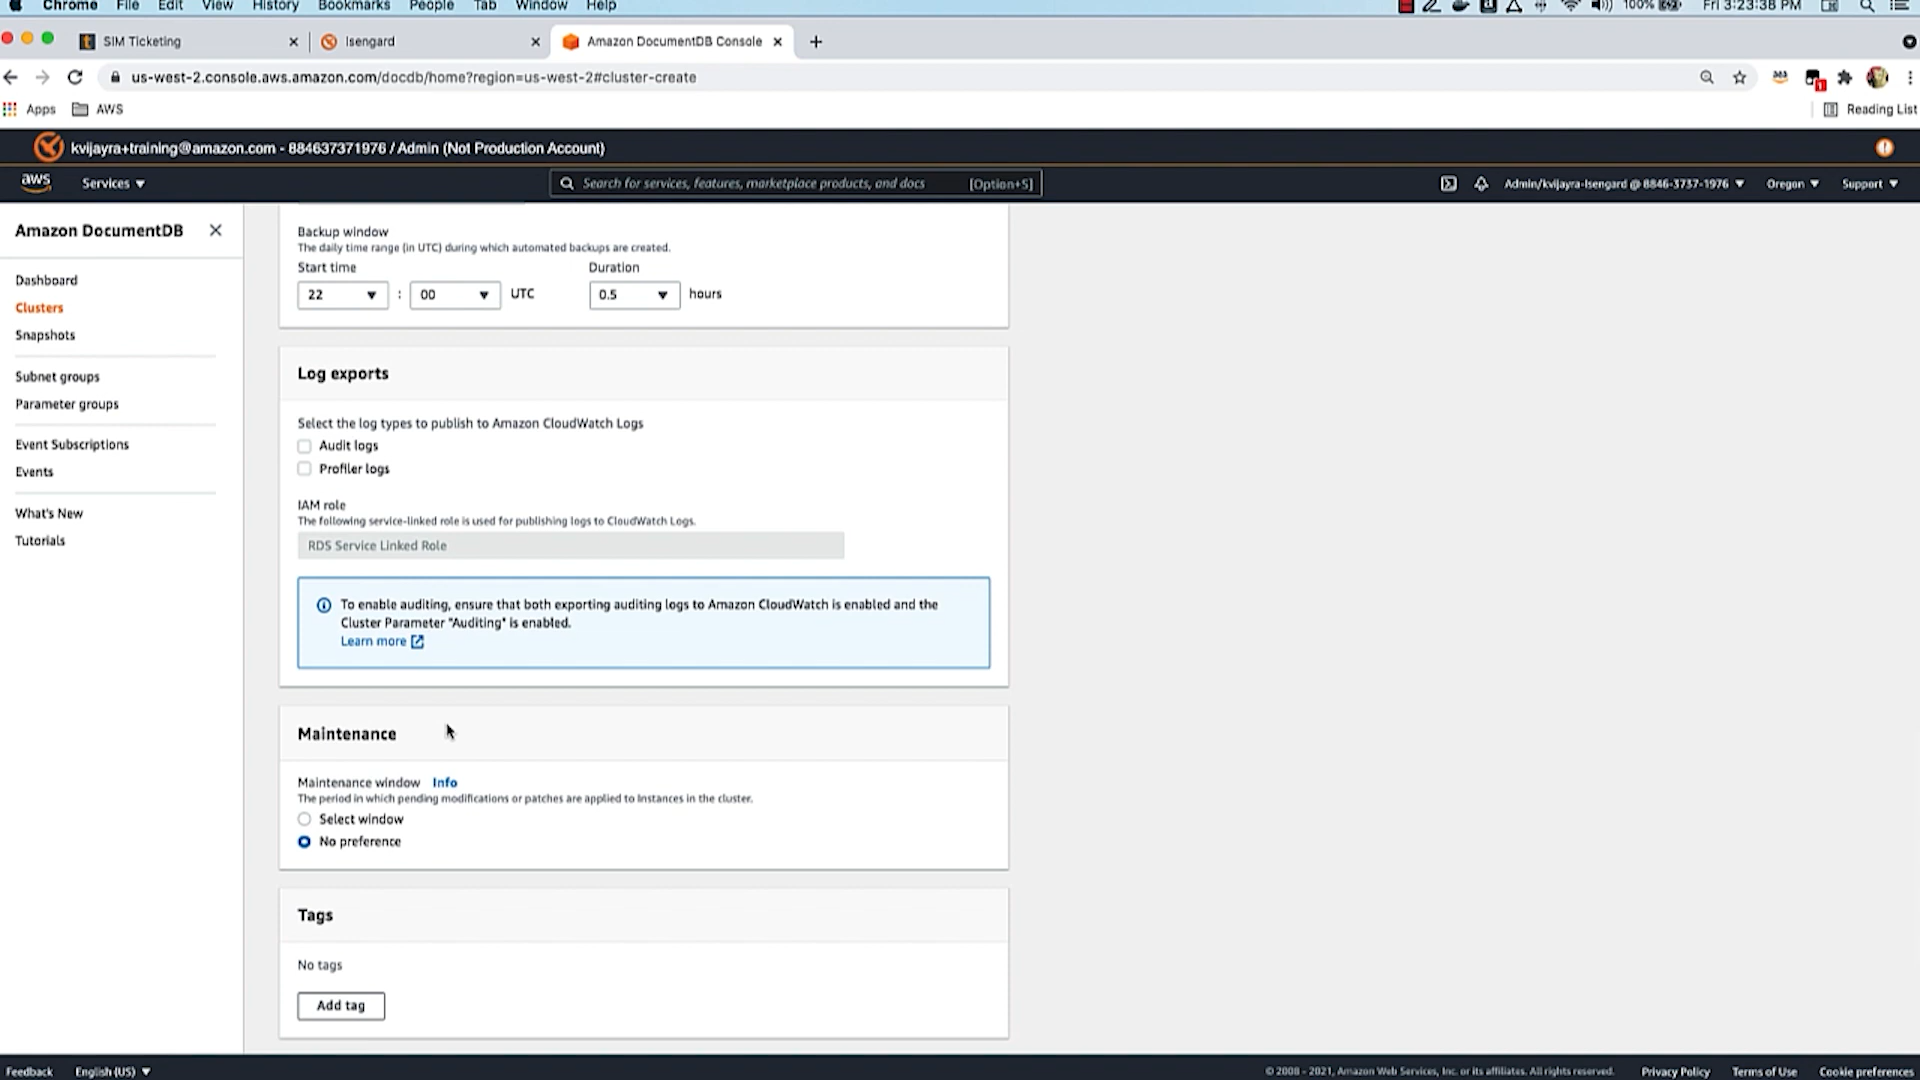 Chrome File Edit View History Bookmarks People Tab Window Help 100% Fri 3:23:38 PM
SIM Ticketing Isengard Amazon DocumentDB Console
us-west-2.console.aws.amazon.com/docdb/home?region=us-west-2#cluster-create
Apps AWS Reading List
kvijayra+training@amazon.com - 884637371976 / Admin (Not Production Account)
aws Services Search for services, features, marketplace products, and docs [Option+S] Admin/kvijayra-Isengard @ 8846-3737-1976 Oregon Support
Amazon DocumentDB
Dashboard
Clusters
Snapshots
Subnet groups
Parameter groups
Event Subscriptions
Events
What's New
Tutorials
Backup window
The daily time range (in UTC) during which automated backups are created.
Start time Duration
22 : 00 UTC 0.5 hours
Log exports
Select the log types to publish to Amazon CloudWatch Logs
Audit logs
Profiler logs
IAM role
The following service-linked role is used for publishing logs to CloudWatch Logs.
RDS Service Linked Role
To enable auditing, ensure that both exporting auditing logs to Amazon CloudWatch is enabled and the
Cluster Parameter "Auditing" is enabled.
Learn more
Maintenance
Maintenance window Info
The period in which pending modifications or patches are applied to instances in the cluster.
Select window
No preference
Tags
No tags
Add tag
Feedback English (US) © 2008 - 2021, Amazon Web Services, Inc. or its affiliates. All rights reserved. Privacy Policy Terms of Use Cookie preferences